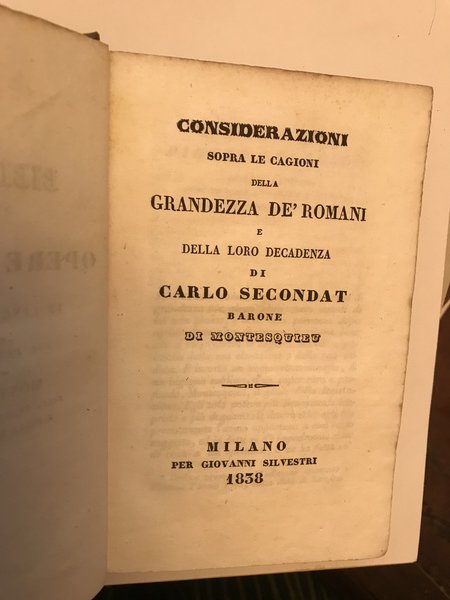 CONSIDERAZIONI
SOPRA LE CAGIONI
DELLA
GRANDEZZA DE' ROMANI
E
DELLA LORO DECADENZA
DI
CARLO SECONDAT
BARONE
DI MONTESQUIEU
MILANO
PER GIOVANNI SILVESTRI
1838